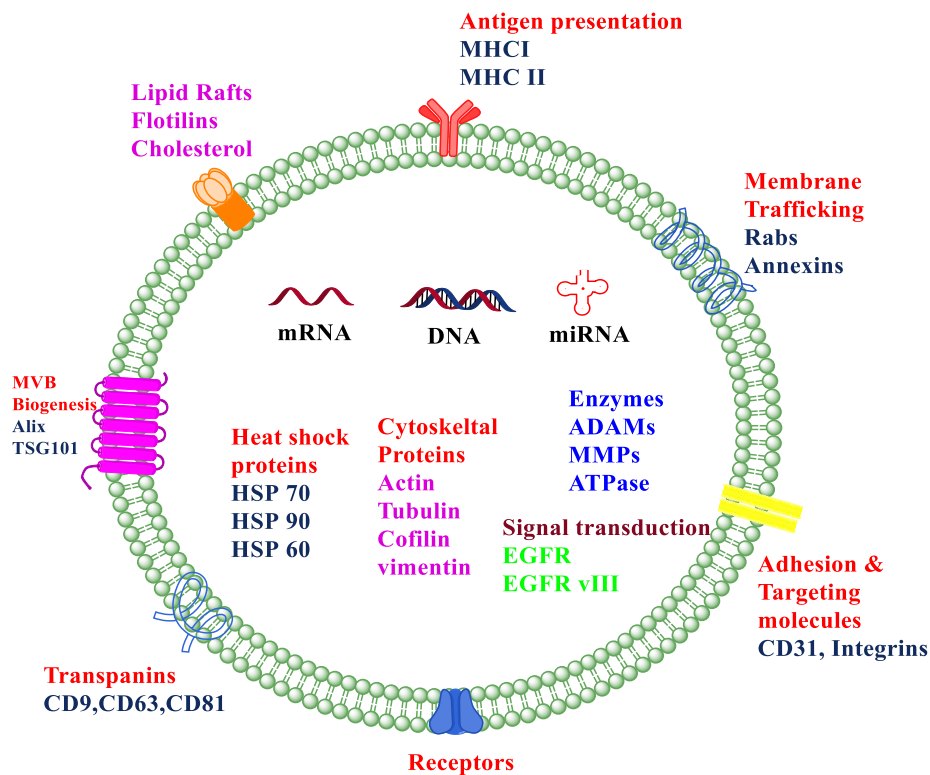 Antigen presentation
MHCI
MHC II
Lipid Rafts
Flotilins
Cholesterol
Membrane
Trafficking
Rabs
Annexins
mRNA
DNA
miRNA
MVB
Biogenesis
Alix
TSG101
Heat shock
proteins
HSP 70
HSP 90
HSP 60
Cytoskeltal
Proteins
Actin
Tubulin
Cofilin
vimentin
Enzymes
ADAMs
MMPs
ATPase
Signal transduction
EGFR
EGFR vIII
Adhesion &
Targeting
molecules
CD31, Integrins
Transpanins
CD9,CD63,CD81
Receptors